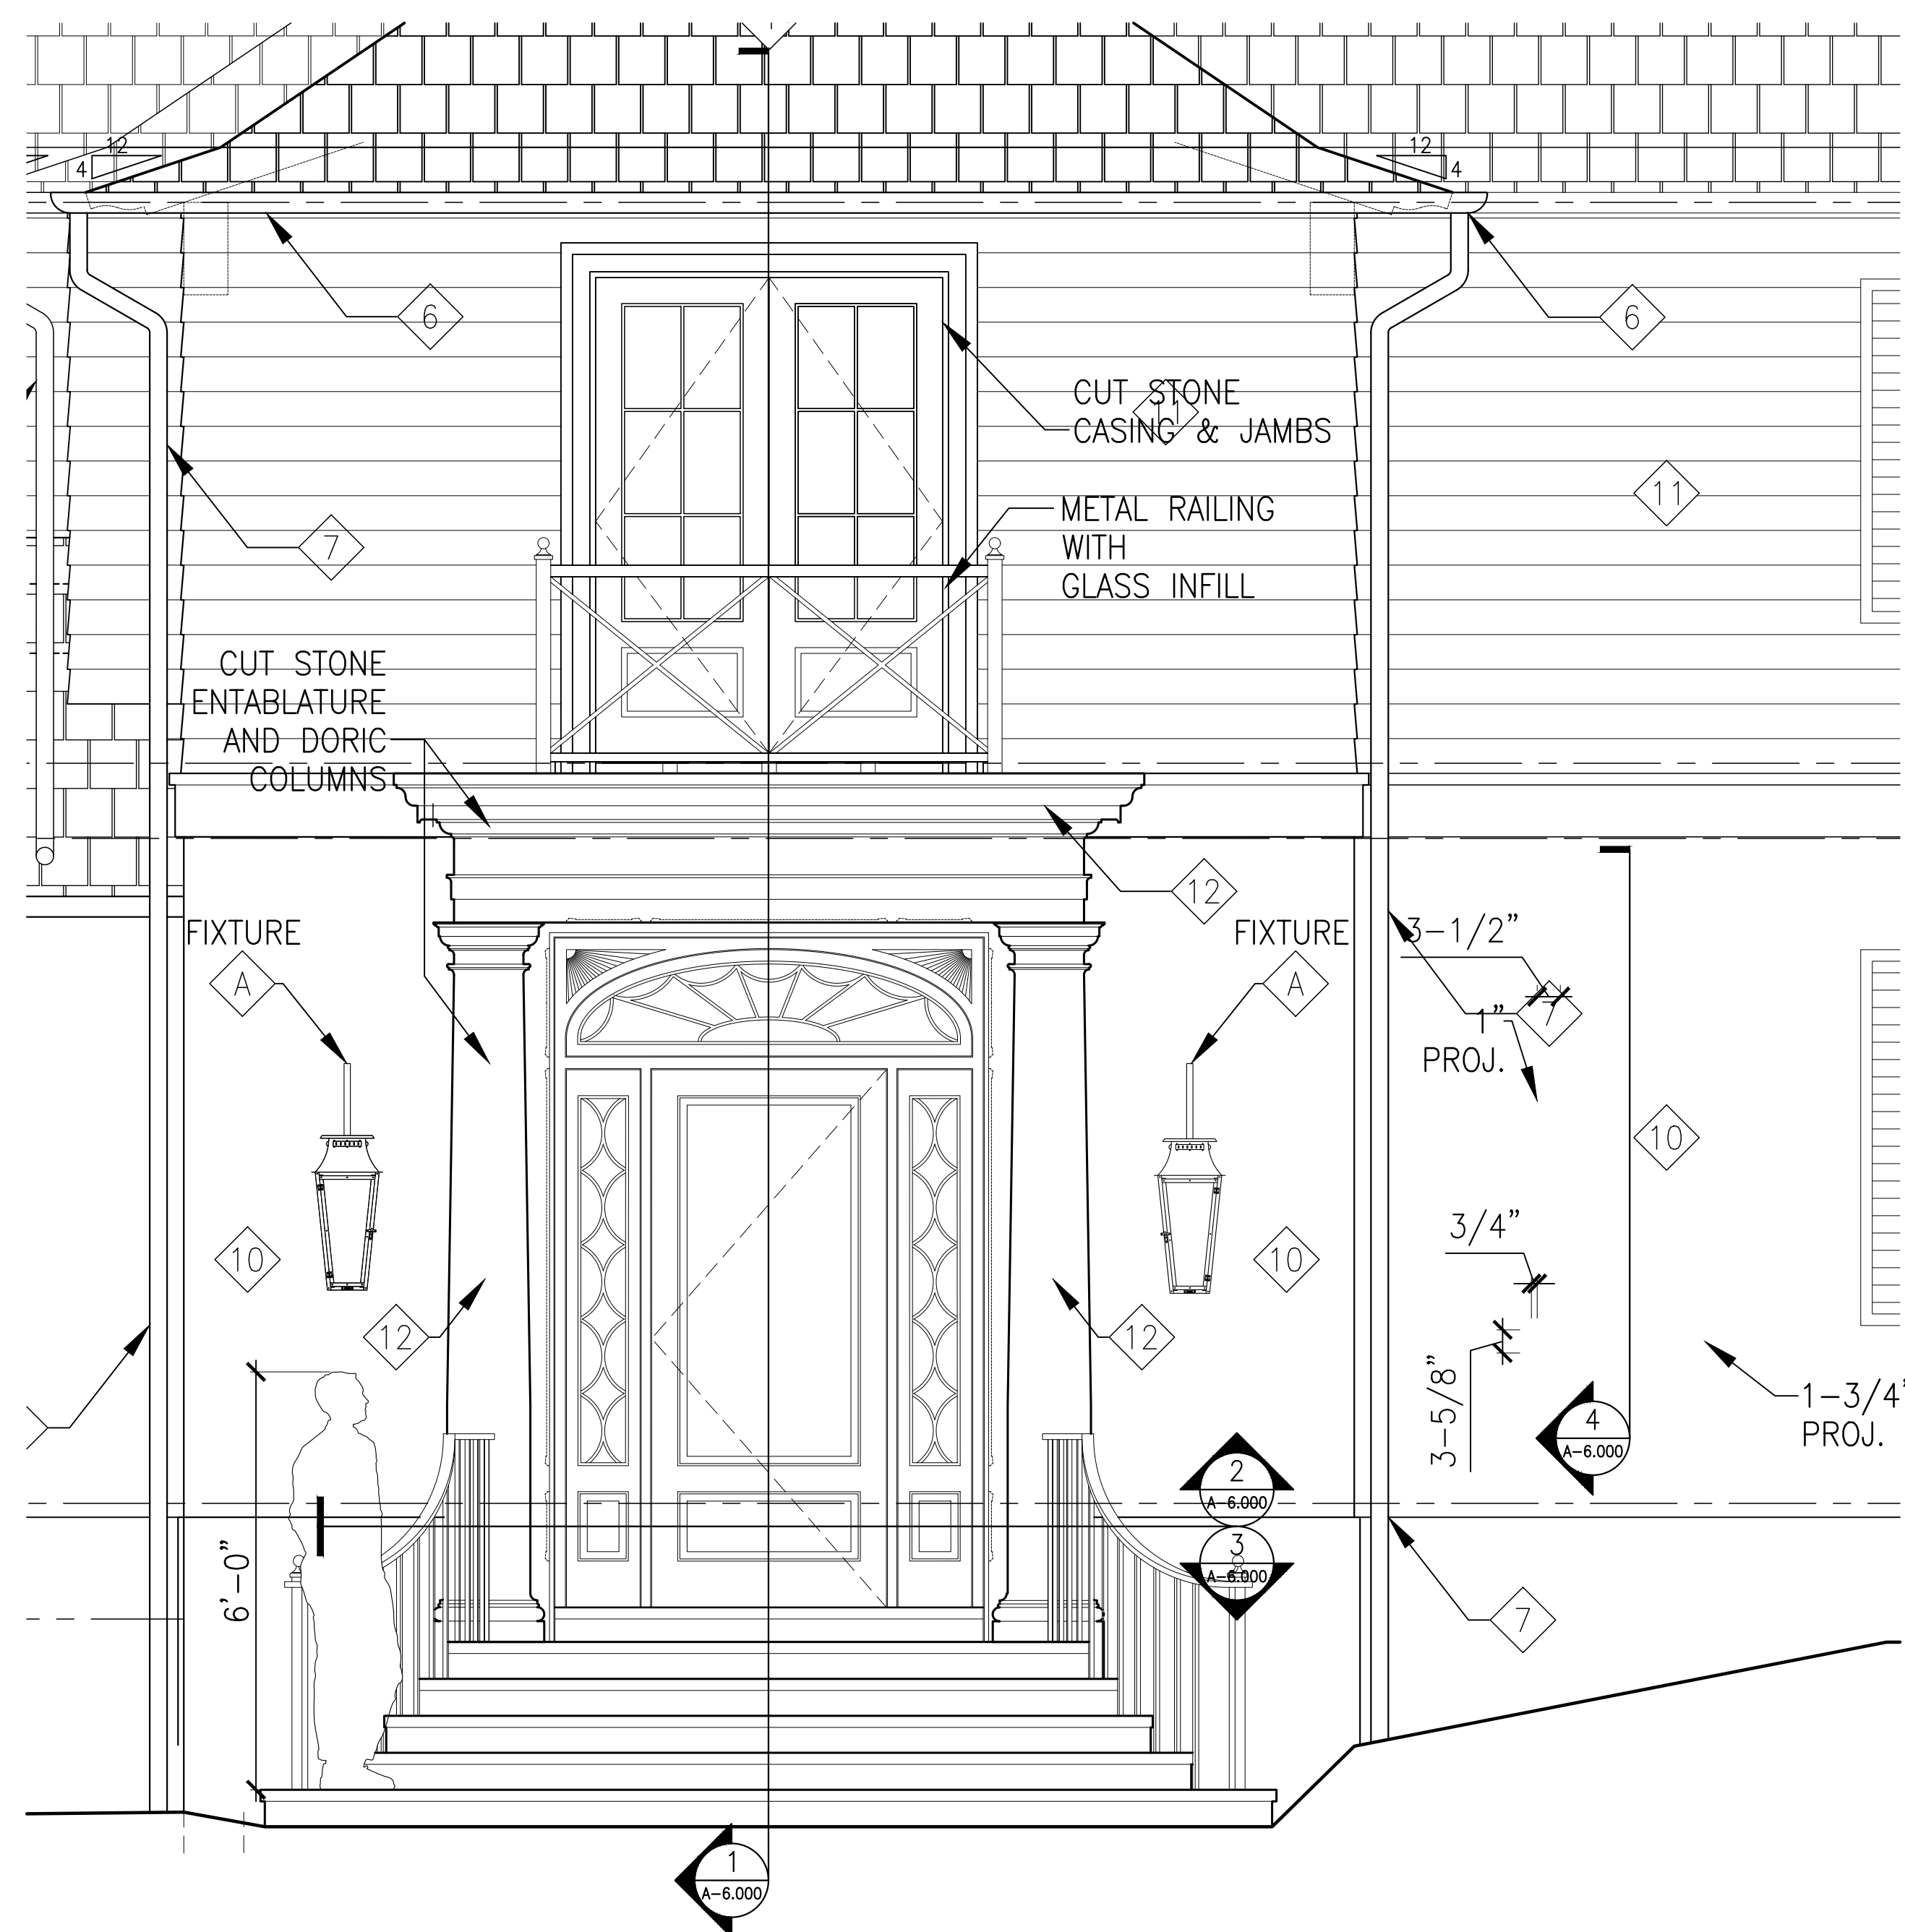 12
4
12
4
6
6
CUT STONE
CASING & JAMBS
11
11
METAL RAILING
WITH
GLASS INFILL
7
CUT STONE
ENTABLATURE
AND DORIC
COLUMNS
12
FIXTURE
A
FIXTURE
A
3-1/2"
7
1"
PROJ.
10
10
10
3/4"
12
12
3-5/8"
1-3/4"
PROJ.
4
A-6.000
2
A-6.000
3
A-6.000
6'-0"
7
1
A-6.000